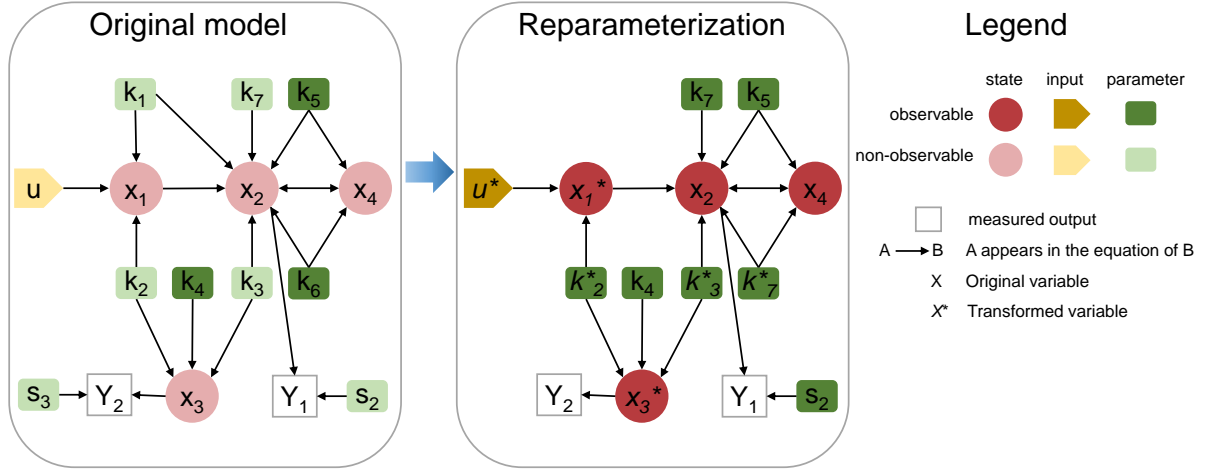 Original model
Reparameterization
Legend
k1
k7
k5
u
x1
x2
x4
k2
k4
k3
k6
s3
Y2
x3
Y1
s2
k7
k5
u*
x1*
x2
x4
k*2
k4
k*3
k*7
Y2
x3*
Y1
s2
state input parameter
observable
non-observable
measured output
A B A appears in the equation of B
X Original variable
X* Transformed variable